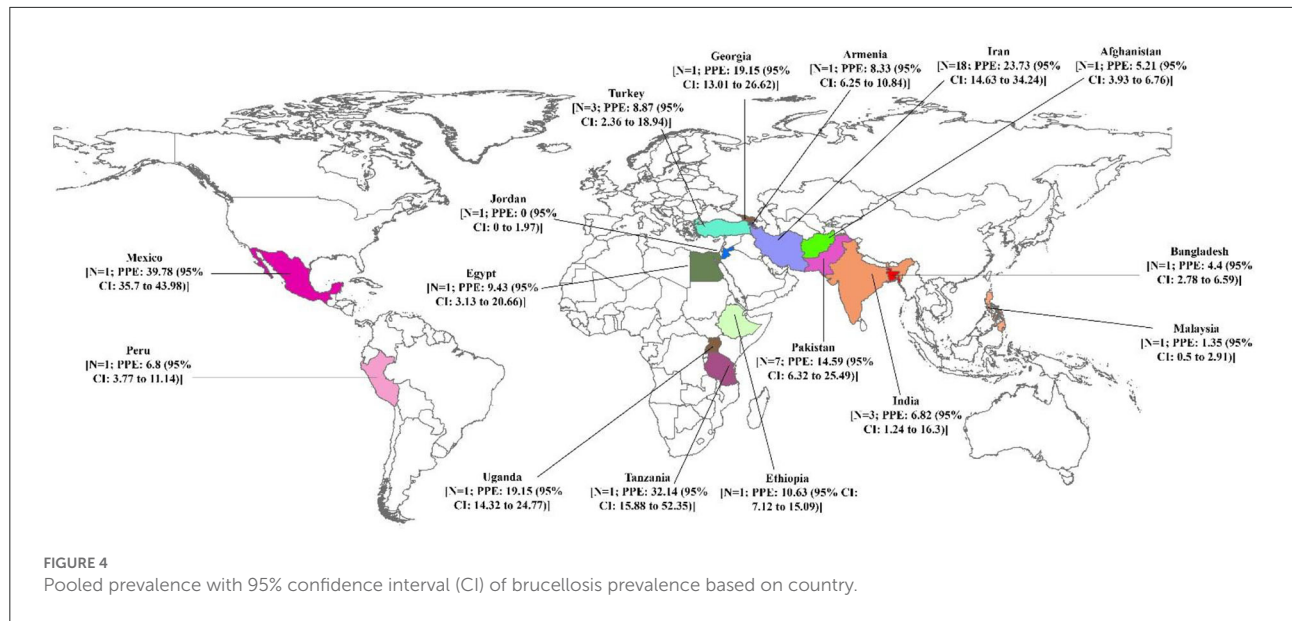 Georgia
[N=1; PPE: 19.15 (95%
CI: 13.01 to 26.62)]
Armenia
[N=1; PPE: 8.33 (95%
CI: 6.25 to 10.84)]
Iran
[N=18; PPE: 23.73 (95%
CI: 14.63 to 34.24)]
Afghanistan
[N=1; PPE: 5.21 (95%
CI: 3.93 to 6.76)]
Turkey
[N=3; PPE: 8.87 (95%
CI: 2.36 to 18.94)]
Jordan
[N=1; PPE: 0 (95%
CI: 0 to 1.97)]
Mexico
[N=1; PPE: 39.78 (95%
CI: 35.7 to 43.98)]
Egypt
[N=1; PPE: 9.43 (95%
CI: 3.13 to 20.66)]
Bangladesh
[N=1; PPE: 4.4 (95%
CI: 2.78 to 6.59)]
Malaysia
[N=1; PPE: 1.35 (95%
CI: 0.5 to 2.91)]
Peru
[N=1; PPE: 6.8 (95%
CI: 3.77 to 11.14)]
Pakistan
[N=7; PPE: 14.59 (95%
CI: 6.32 to 25.49)]
India
[N=3; PPE: 6.82 (95%
CI: 1.24 to 16.3)]
Uganda
[N=1; PPE: 19.15 (95%
CI: 14.32 to 24.77)]
Tanzania
[N=1; PPE: 32.14 (95%
CI: 15.88 to 52.35)]
Ethiopia
[N=1; PPE: 10.63 (95% CI:
7.12 to 15.09)]
FIGURE 4
Pooled prevalence with 95% confidence interval (CI) of brucellosis prevalence based on country.